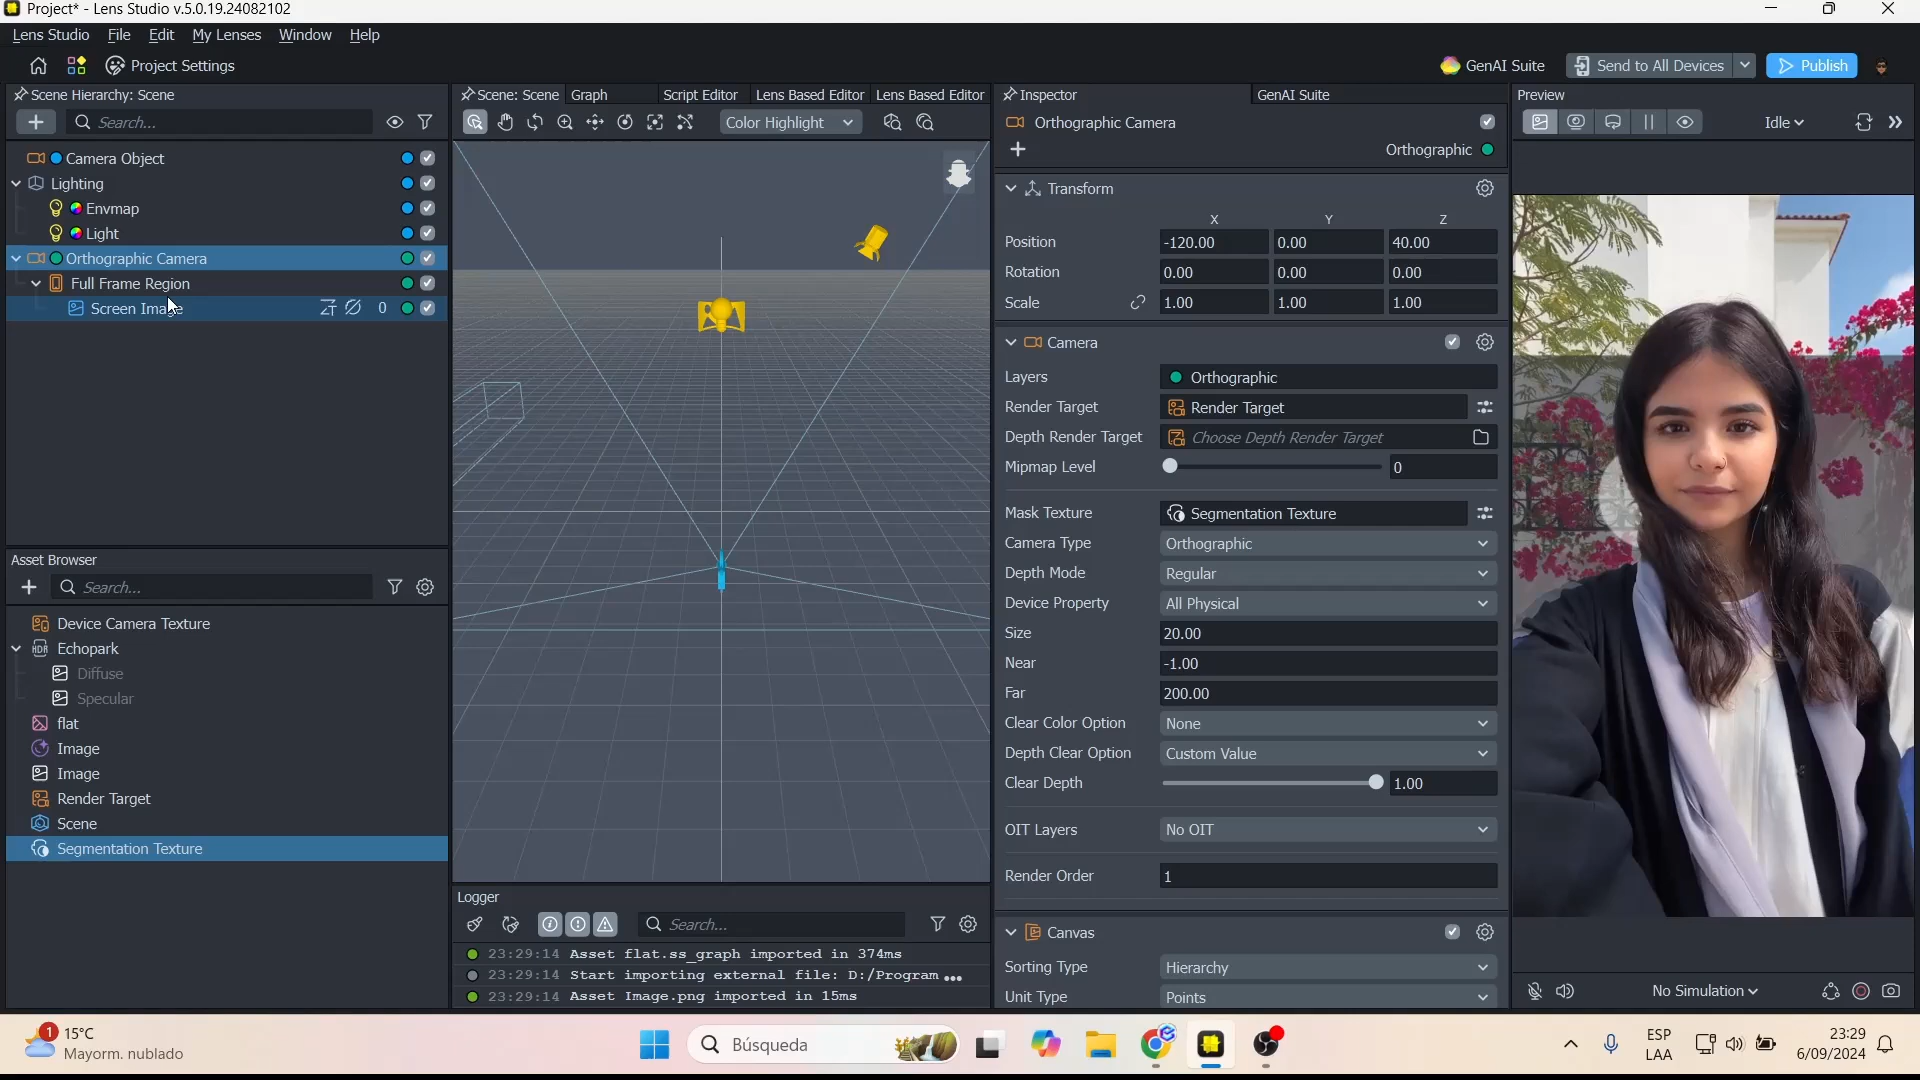 Project* - Lens Studio v.5.0.19.24082102
Lens Studio File Edit My Lenses Window Help
Project Settings
GenAI Suite Send to All Devices Publish
Scene Hierarchy: Scene
Search...
Camera Object
Lighting
Envmap
Light
Orthographic Camera
Full Frame Region
Screen Image 0
Asset Browser
Search...
Device Camera Texture
Echopark
Diffuse
Specular
flat
Image
Image
Render Target
Scene
Segmentation Texture
Scene: Scene Graph Script Editor Lens Based Editor Lens Based Editor
Color Highlight
Logger
Search...
23:29:14 Asset flat.ss_graph imported in 374ms
23:29:14 Start importing external file: D:/Program ...
23:29:14 Asset Image.png imported in 15ms
Inspector GenAI Suite
Orthographic Camera
Orthographic
Transform
X Y Z
Position -120.00 0.00 40.00
Rotation 0.00 0.00 0.00
Scale 1.00 1.00 1.00
Camera
Layers Orthographic
Render Target Render Target
Depth Render Target Choose Depth Render Target
Mipmap Level 0
Mask Texture Segmentation Texture
Camera Type Orthographic
Depth Mode Regular
Device Property All Physical
Size 20.00
Near -1.00
Far 200.00
Clear Color Option None
Depth Clear Option Custom Value
Clear Depth 1.00
OIT Layers No OIT
Render Order 1
Canvas
Sorting Type Hierarchy
Unit Type Points
Preview
Idle
No Simulation
1
15°C
Mayorm. nublado
Búsqueda
ESP
LAA
23:29
6/09/2024